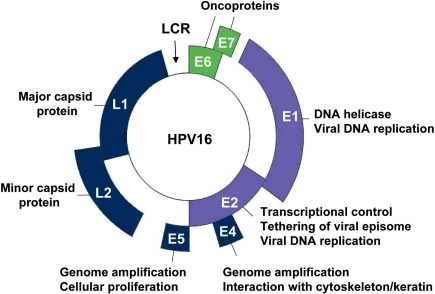 Oncoproteins
LCR
E7
E6
Major capsid
protein
L1
E1
DNA helicase
Viral DNA replication
HPV16
Minor capsid
protein
L2
E2
Transcriptional control
Tethering of viral episome
Viral DNA replication
E5
E4
Genome amplification
Cellular proliferation
Genome amplification
Interaction with cytoskeleton/keratin